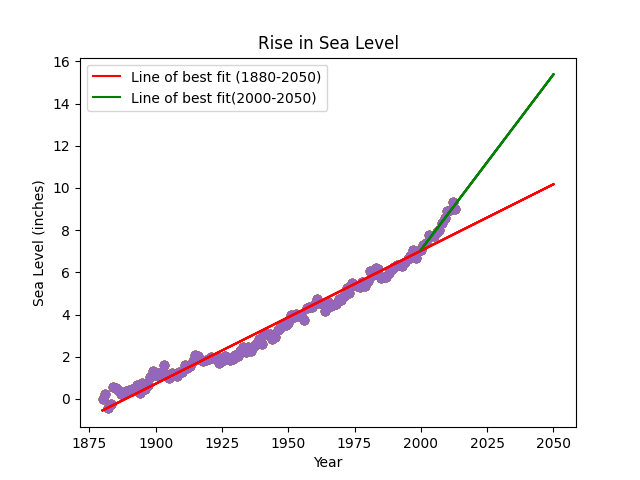 Rise in Sea Level
Line of best fit (1880-2050)
Line of best fit(2000-2050)
Sea Level (inches)
16
14
12
10
8
6
4
2
0
1875 1900 1925 1950 1975 2000 2025 2050
Year